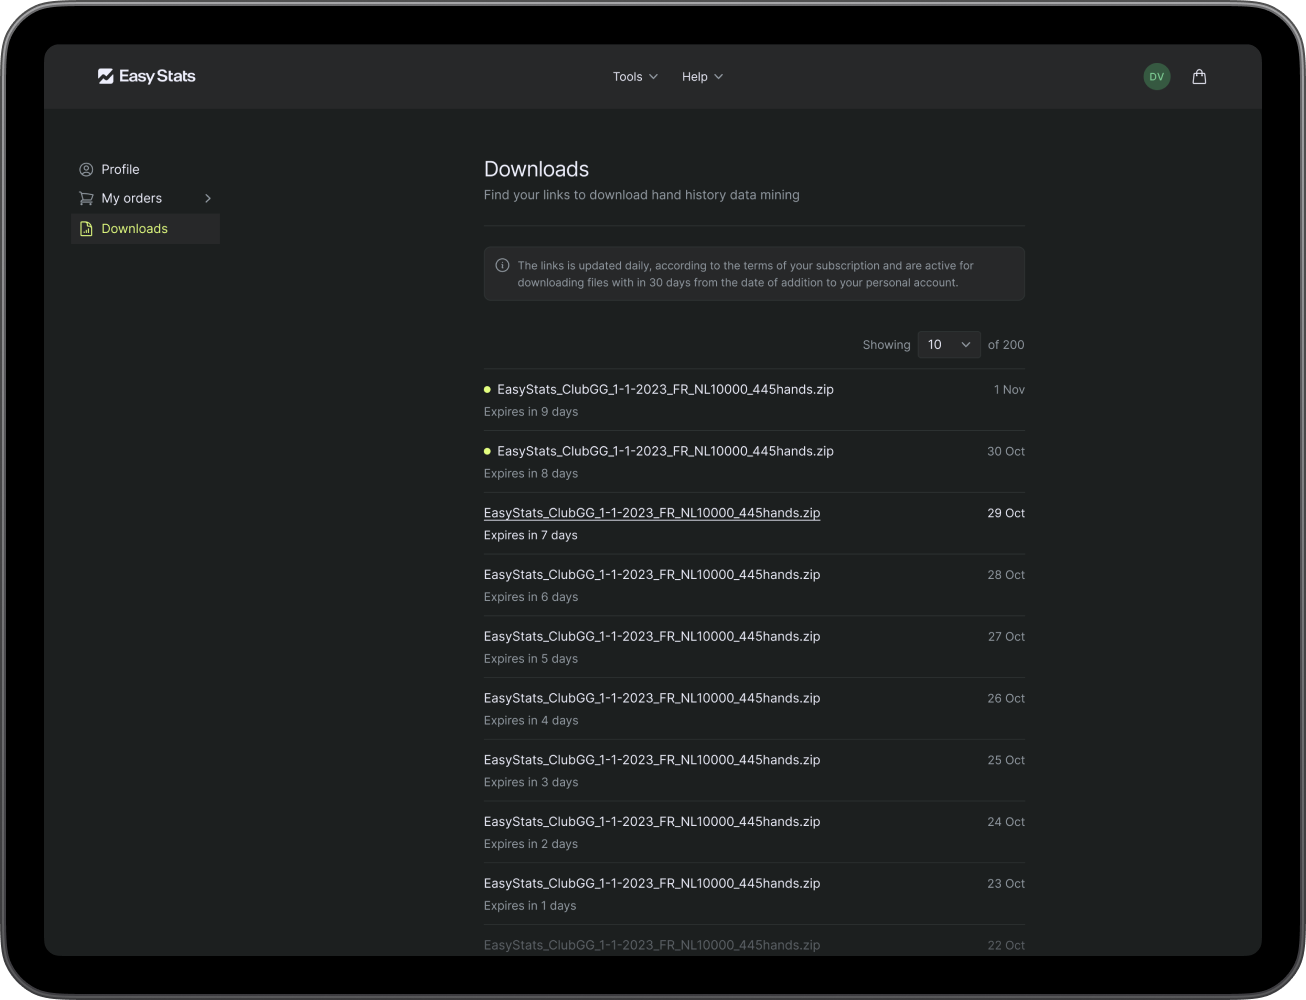 EasyStats
Tools
Help
DV
Profile
My orders
Downloads
Downloads
Find your links to download hand history data mining
The links is updated daily, according to the terms of your subscription and are active for
downloading files with in 30 days from the date of addition to your personal account.
Showing 10 of 200
EasyStats_ClubGG_1-1-2023_FR_NL10000_445hands.zip 1 Nov
Expires in 9 days
EasyStats_ClubGG_1-1-2023_FR_NL10000_445hands.zip 30 Oct
Expires in 8 days
EasyStats_ClubGG_1-1-2023_FR_NL10000_445hands.zip 29 Oct
Expires in 7 days
EasyStats_ClubGG_1-1-2023_FR_NL10000_445hands.zip 28 Oct
Expires in 6 days
EasyStats_ClubGG_1-1-2023_FR_NL10000_445hands.zip 27 Oct
Expires in 5 days
EasyStats_ClubGG_1-1-2023_FR_NL10000_445hands.zip 26 Oct
Expires in 4 days
EasyStats_ClubGG_1-1-2023_FR_NL10000_445hands.zip 25 Oct
Expires in 3 days
EasyStats_ClubGG_1-1-2023_FR_NL10000_445hands.zip 24 Oct
Expires in 2 days
EasyStats_ClubGG_1-1-2023_FR_NL10000_445hands.zip 23 Oct
Expires in 1 days
EasyStats_ClubGG_1-1-2023_FR_NL10000_445hands.zip 22 Oct